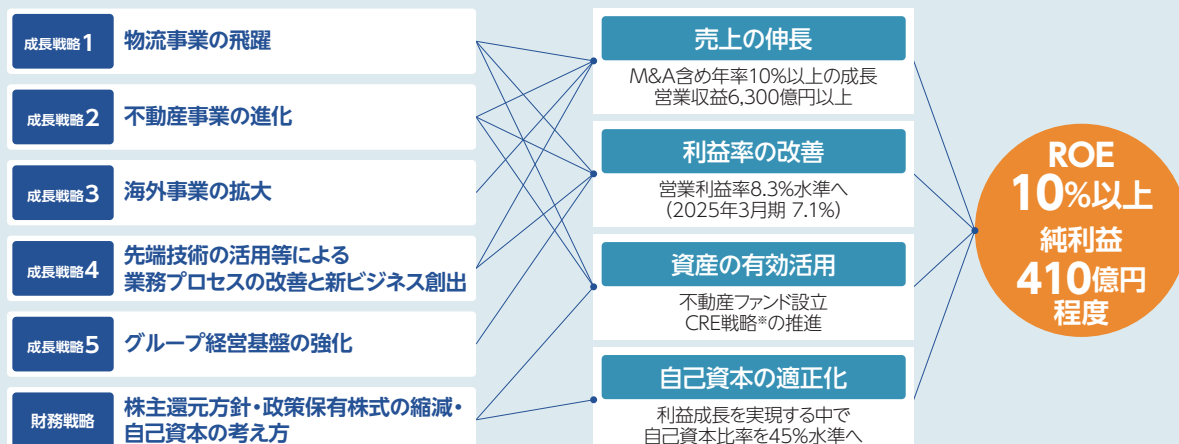 成長戦略1
物流事業の飛躍
成長戦略2
不動産事業の進化
成長戦略3
海外事業の拡大
成長戦略4
先端技術の活用等による
業務プロセスの改善と新ビジネス創出
成長戦略5
グループ経営基盤の強化
財務戦略
株主還元方針・政策保有株式の縮減・
自己資本の考え方
売上の伸長
M&A含め年率10%以上の成長
営業収益6,300億円以上
利益率の改善
営業利益率8.3%水準へ
(2025年3月期 7.1%)
資産の有効活用
不動産ファンド設立
CRE戦略※の推進
自己資本の適正化
利益成長を実現する中で
自己資本比率を45%水準へ
ROE
10%以上
純利益
410億円
程度